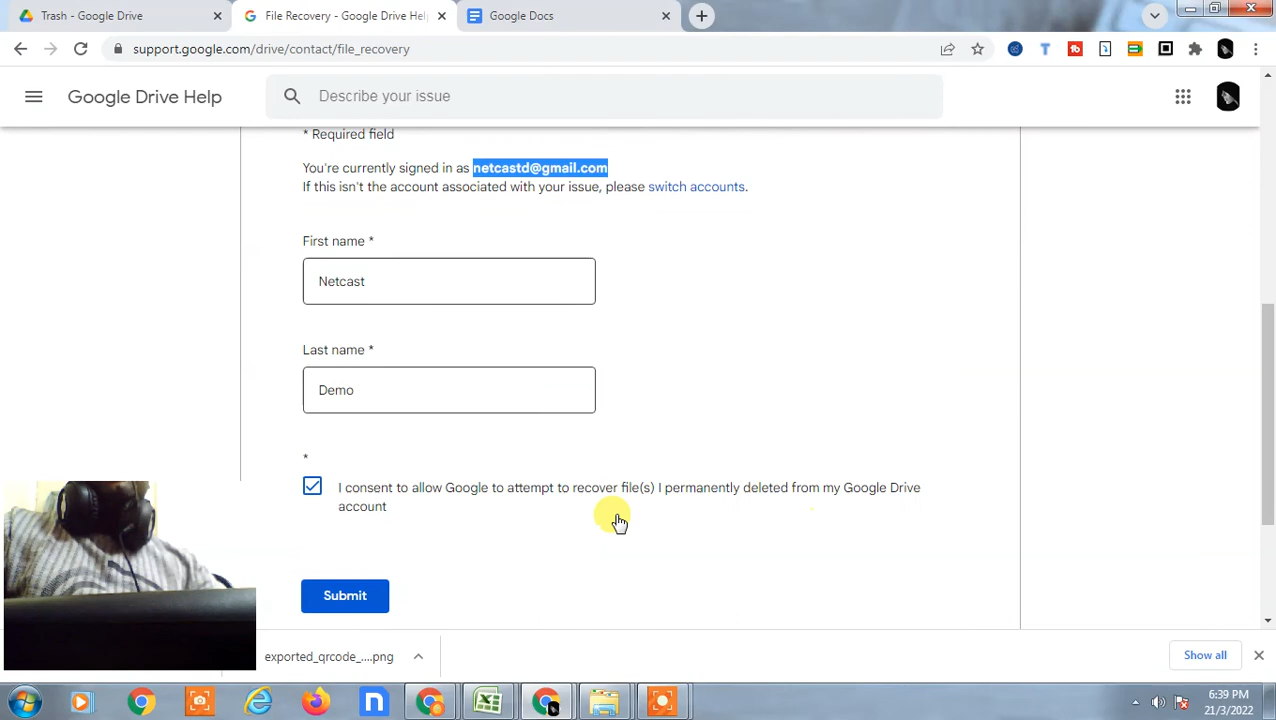 Trash - Google Drive
File Recovery - Google Drive Hel
Google Docs
support.google.com/drive/contact/file_recovery
Google Drive Help
Describe your issue
* Required field
You're currently signed in as netcastd@gmail.com
If this isn't the account associated with your issue, please switch accounts.
First name *
Netcast
Last name *
Demo
*
I consent to allow Google to attempt to recover file(s) I permanently deleted from my Google Drive
account
Submit
exported_qrcode_....png
Show all
6:39 PM
21/3/2022